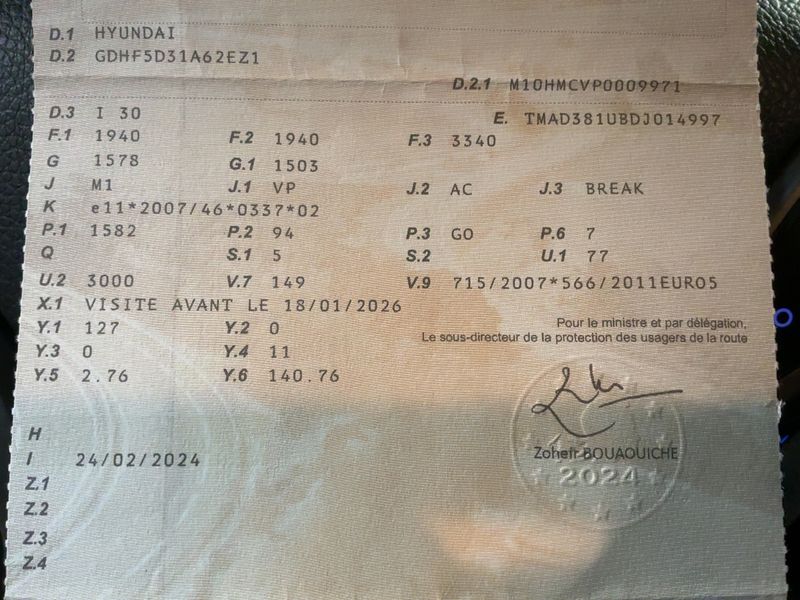 D.1 HYUNDAI
D.2 GDHF5D31A62EZ1
D.2.1 M10HMCVP0009971
D.3 I 30
E. TMAD381UBDJ014997
F.1 1940 F.2 1940 F.3 3340
G 1578 G.1 1503
J M1 J.1 VP J.2 AC J.3 BREAK
K e11*2007/46*0337*02
P.1 1582 P.2 94 P.3 GO P.6 7
Q S.1 5 S.2 U.1 77
U.2 3000 V.7 149 V.9 715/2007*566/2011EURO5
X.1 VISITE AVANT LE 18/01/2026
Y.1 127 Y.2 0
Y.3 0 Y.4 11
Y.5 2.76 Y.6 140.76
Pour le ministre et par délégation,
Le sous-directeur de la protection des usagers de la route
Zoheir BOUAOUICHE
2024
H
I 24/02/2024
Z.1
Z.2
Z.3
Z.4